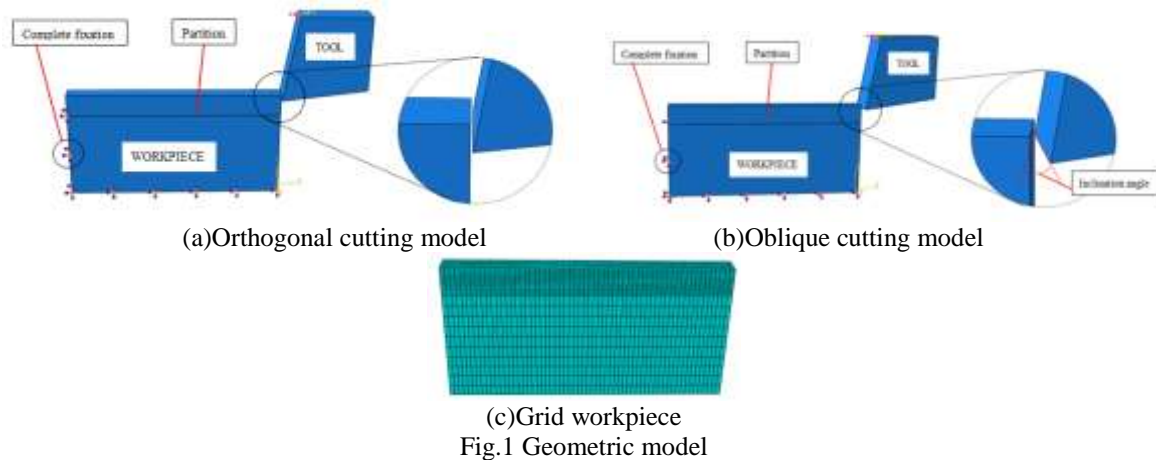 Complete fixation
Partition
TOOL
WORKPIECE
Complete fixation
Partition
TOOL
WORKPIECE
Inclination angle
(a)Orthogonal cutting model
(b)Oblique cutting model
(c)Grid workpiece
Fig.1 Geometric model